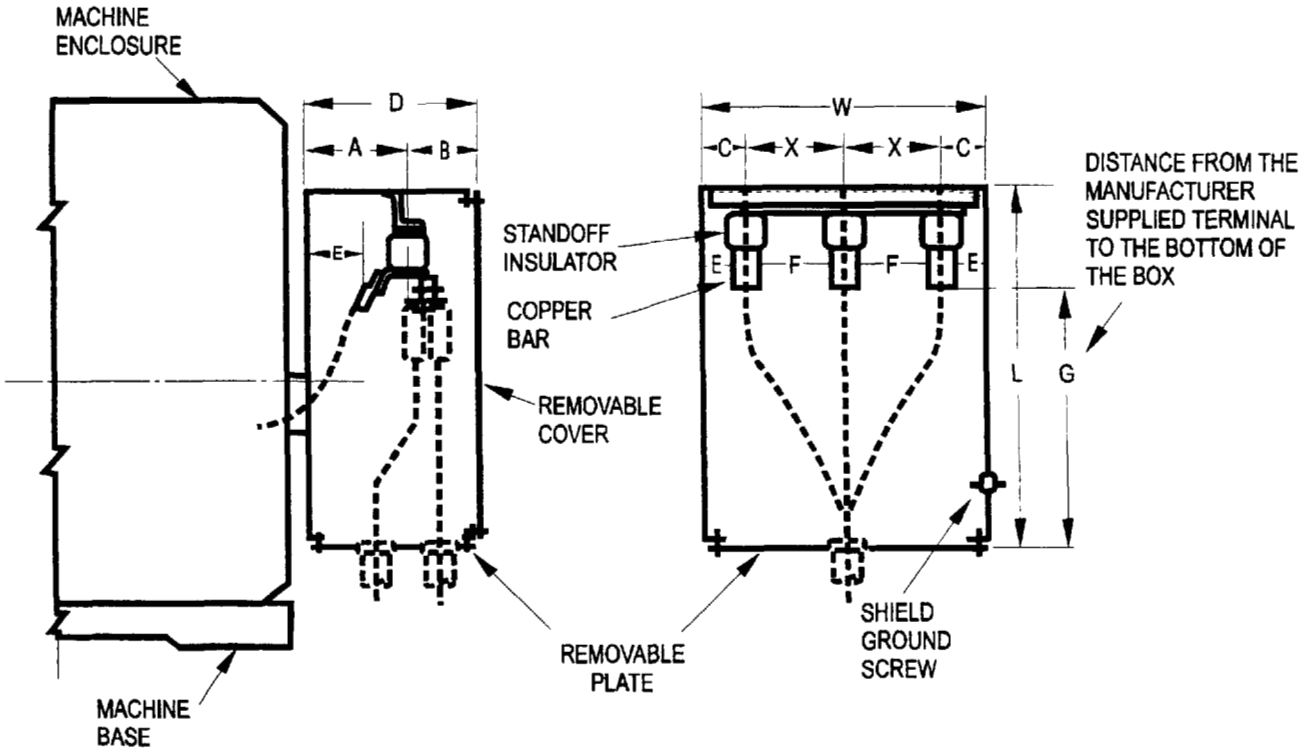 MACHINE
ENCLOSURE
D
A
B
E
W
C
X
X
C
STANDOFF
INSULATOR
E
F
F
E
COPPER
BAR
DISTANCE FROM THE
MANUFACTURER
SUPPLIED TERMINAL
TO THE BOTTOM OF
THE BOX
L
G
REMOVABLE
COVER
SHIELD
GROUND
SCREW
REMOVABLE
PLATE
MACHINE
BASE